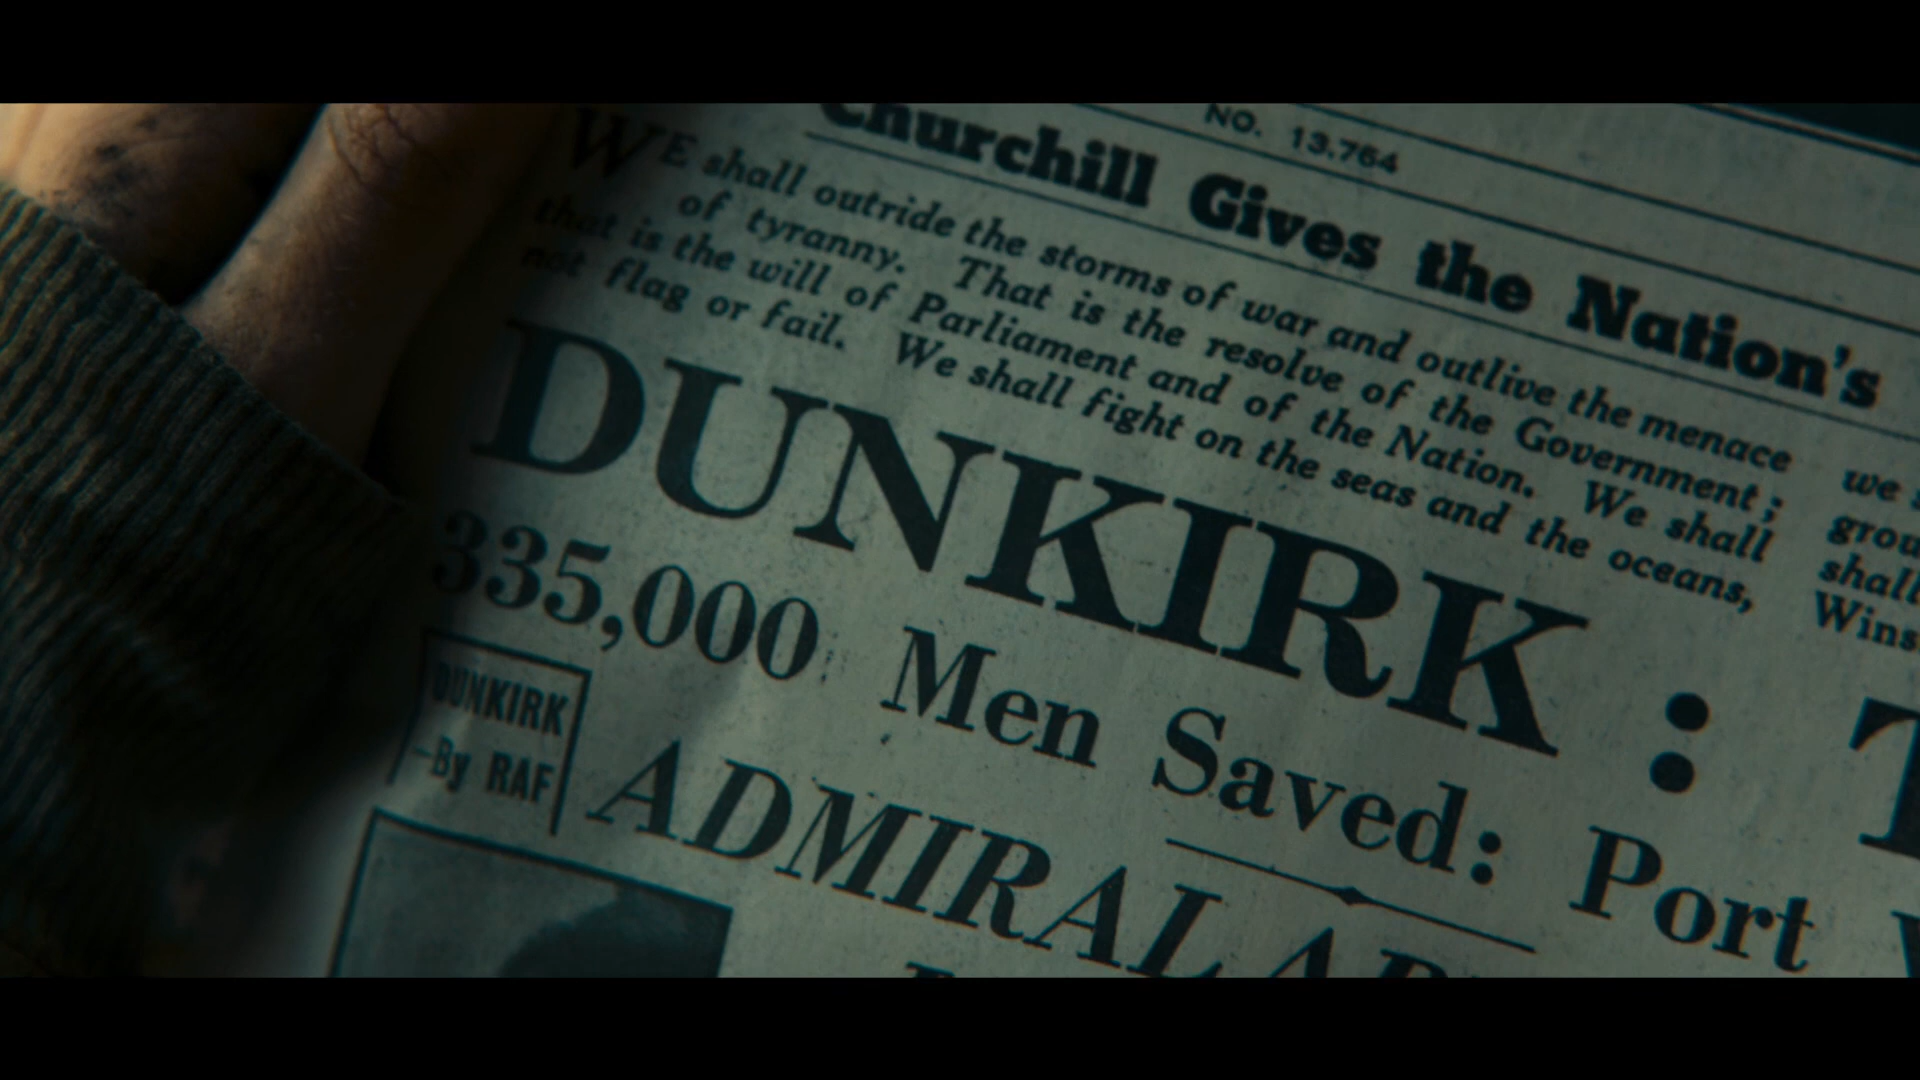 NO. 13,764
Churchill Gives the Nation's
WE shall outride the storms of war and outlive the menace
of tyranny. That is the resolve of the Government;
that is the will of Parliament and of the Nation. We shall
not flag or fail. We shall fight on the seas and the oceans,
we
shall
DUNKIRK :
335,000 Men Saved: Port
DUNKIRK
—By RAF
ADMIRAL